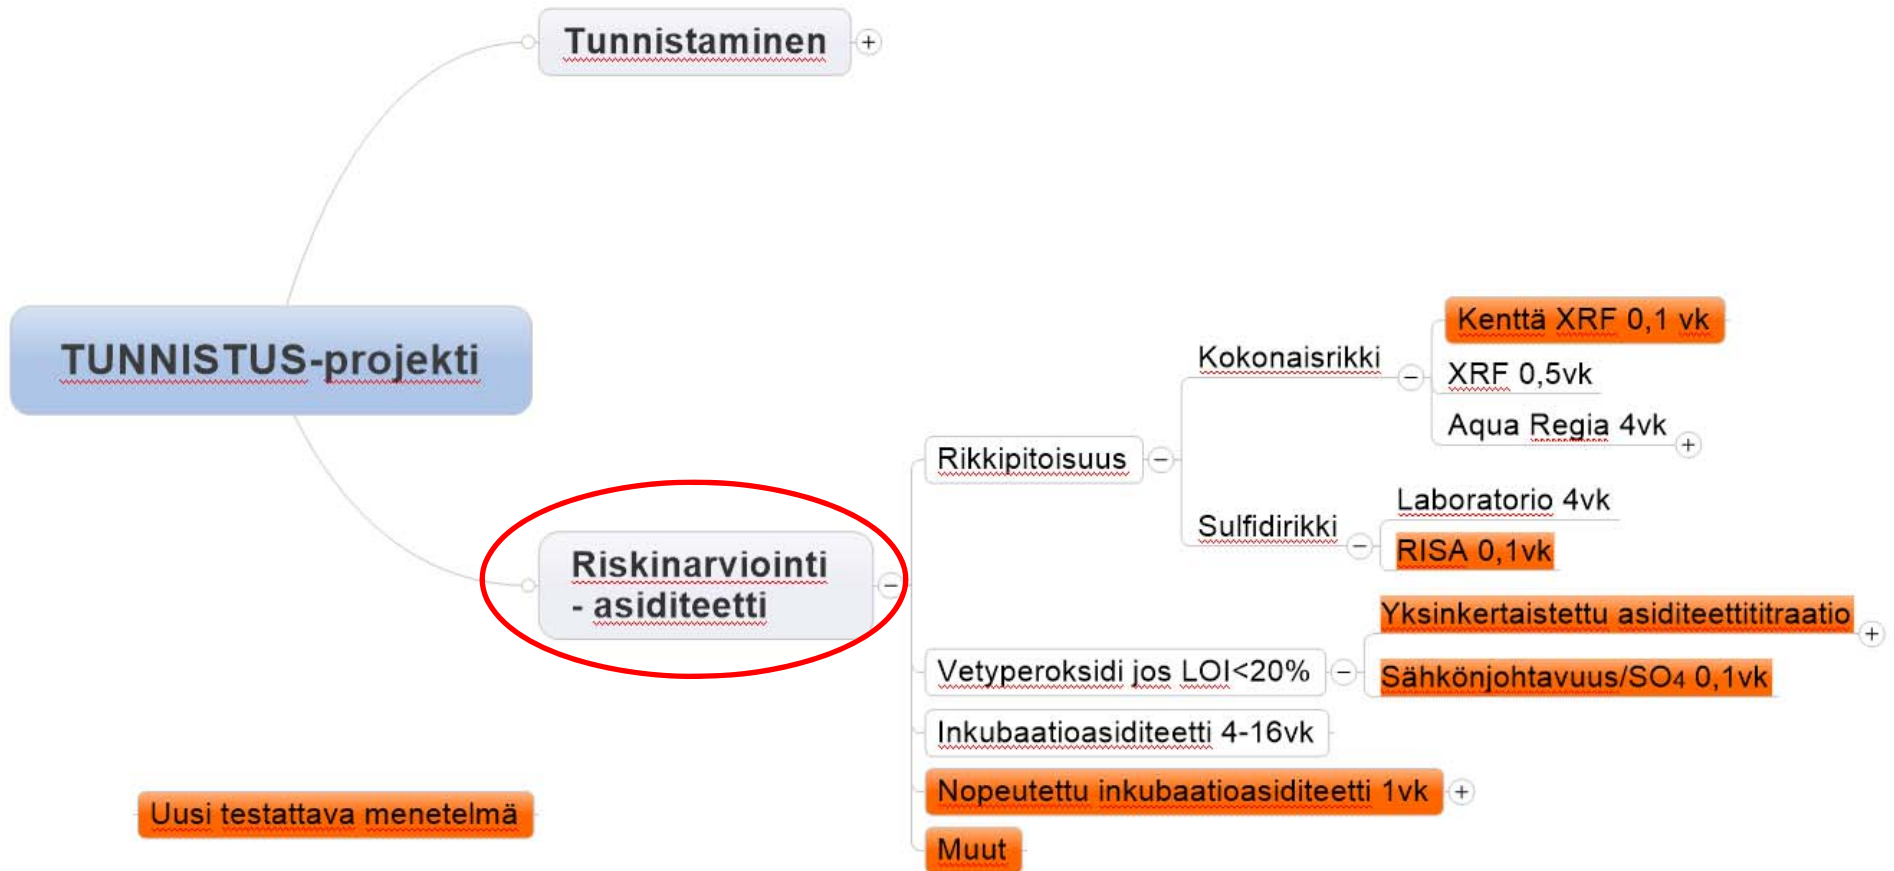 Tunnistaminen
TUNNISTUS-projekti
Riskinarviointi
- asiditeetti
Rikkipitoisuus
Kokonaisrikki
Kenttä XRF 0,1 vk
XRF 0,5vk
Aqua Regia 4vk
Sulfidirikki
Laboratorio 4vk
RISA 0,1vk
Vetyperoksidi jos LOI<20%
Yksinkertaistettu asiditeettititraatio
Sähkönjohtavuus/SO4 0,1vk
Inkubaatioasiditeetti 4-16vk
Nopeutettu inkubaatioasiditeetti 1vk
Muut
Uusi testattava menetelmä